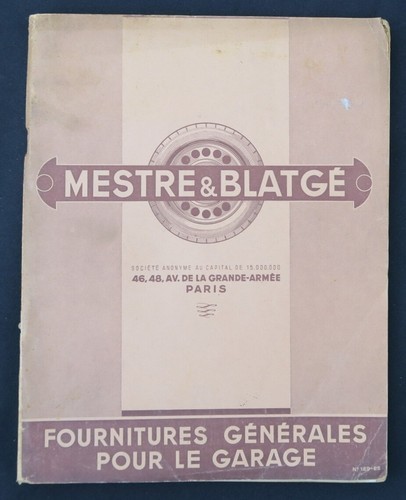 MESTRE & BLATGÉ
SOCIÉTÉ ANONYME AU CAPITAL DE 15.000.000
46, 48, AV. DE LA GRANDE-ARMÉE
PARIS
FOURNITURES GÉNÉRALES
POUR LE GARAGE